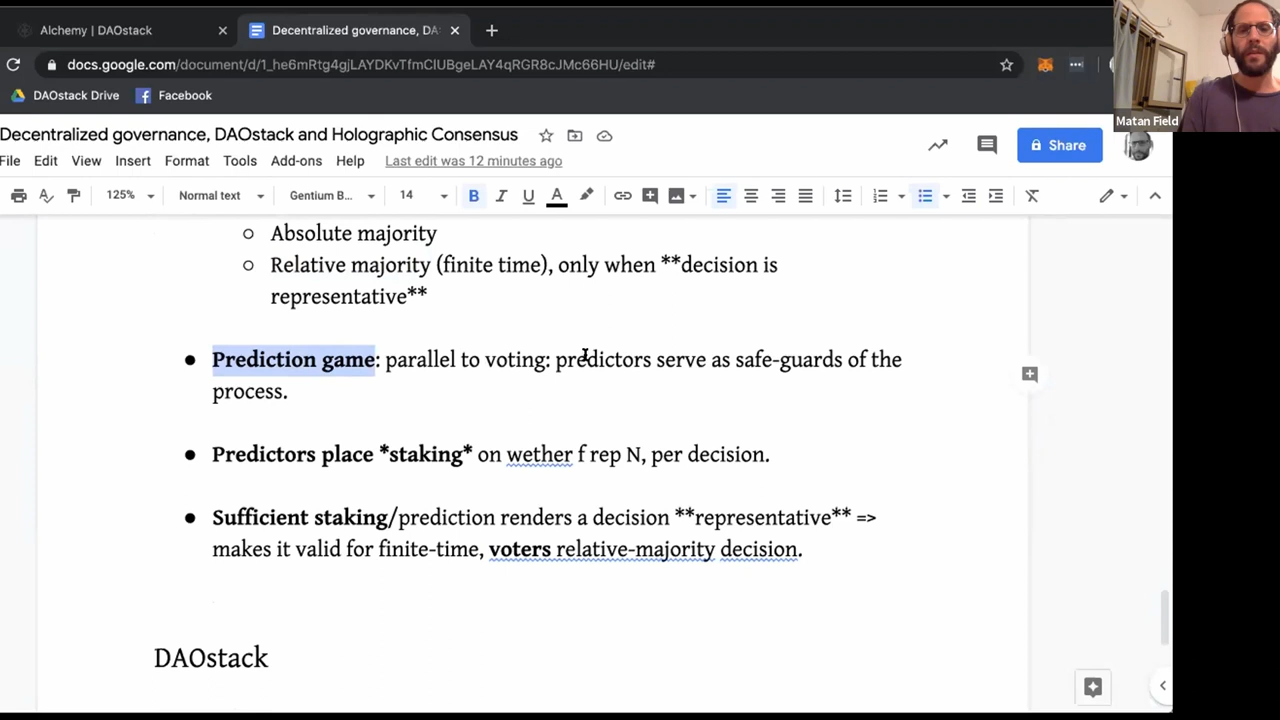 Alchemy | DAOstack
Decentralized governance, DA
docs.google.com/document/d/1_he6mRtg4gjLAYDKvTfmClUBgeLAY4qRGR8cJMc66HU/edit#
DAOstack Drive
Facebook
Matan Field
Decentralized governance, DAOstack and Holographic Consensus
File Edit View Insert Format Tools Add-ons Help Last edit was 12 minutes ago
Share
125% Normal text Gentium B... 14 B I U A
Absolute majority
Relative majority (finite time), only when **decision is
representative**
Prediction game: parallel to voting: predictors serve as safe-guards of the
process.
Predictors place *staking* on wether f rep N, per decision.
Sufficient staking/prediction renders a decision **representative** =>
makes it valid for finite-time, voters relative-majority decision.
DAOstack